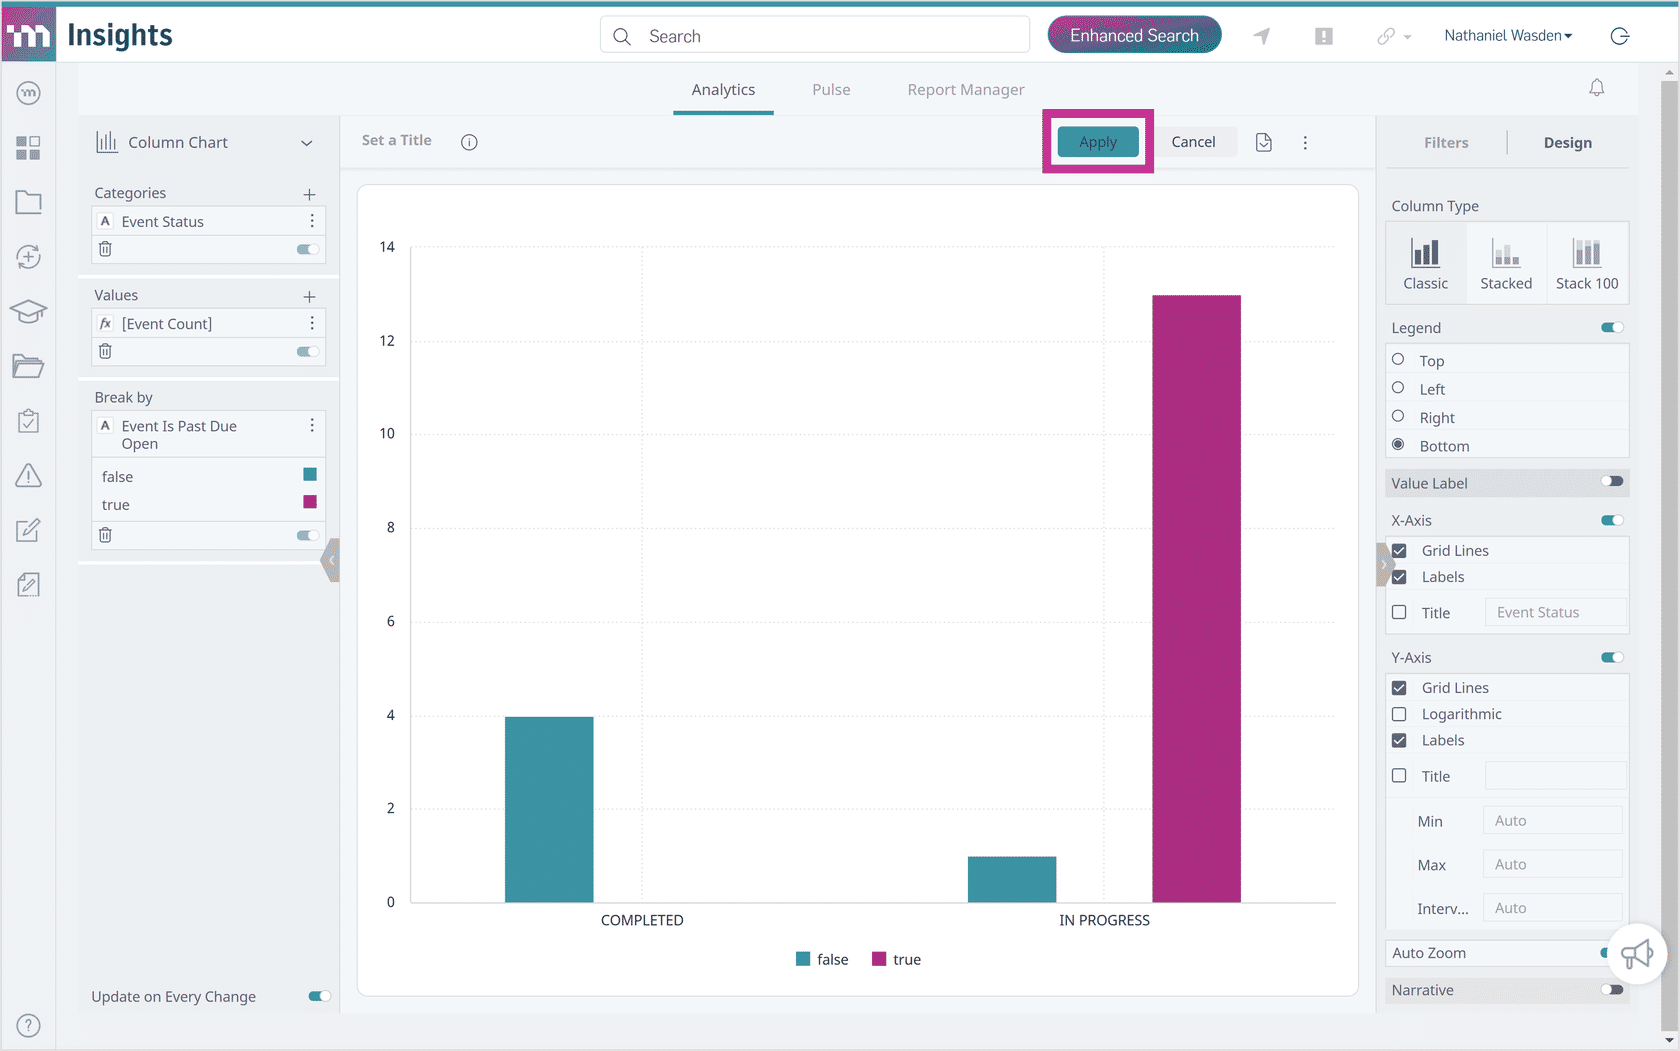 m Insights
Search
Enhanced Search
Nathaniel Wasden
Analytics
Pulse
Report Manager
Column Chart
Set a Title
Apply
Cancel
Filters
Design
Categories
A Event Status
Values
fx [Event Count]
Break by
A Event Is Past Due
Open
false
true
Update on Every Change
14
12
10
8
6
4
2
0
COMPLETED
IN PROGRESS
false
true
Column Type
Classic
Stacked
Stack 100
Legend
Top
Left
Right
Bottom
Value Label
X-Axis
Grid Lines
Labels
Title
Event Status
Y-Axis
Grid Lines
Logarithmic
Labels
Title
Min
Auto
Max
Auto
Interv...
Auto
Auto Zoom
Narrative